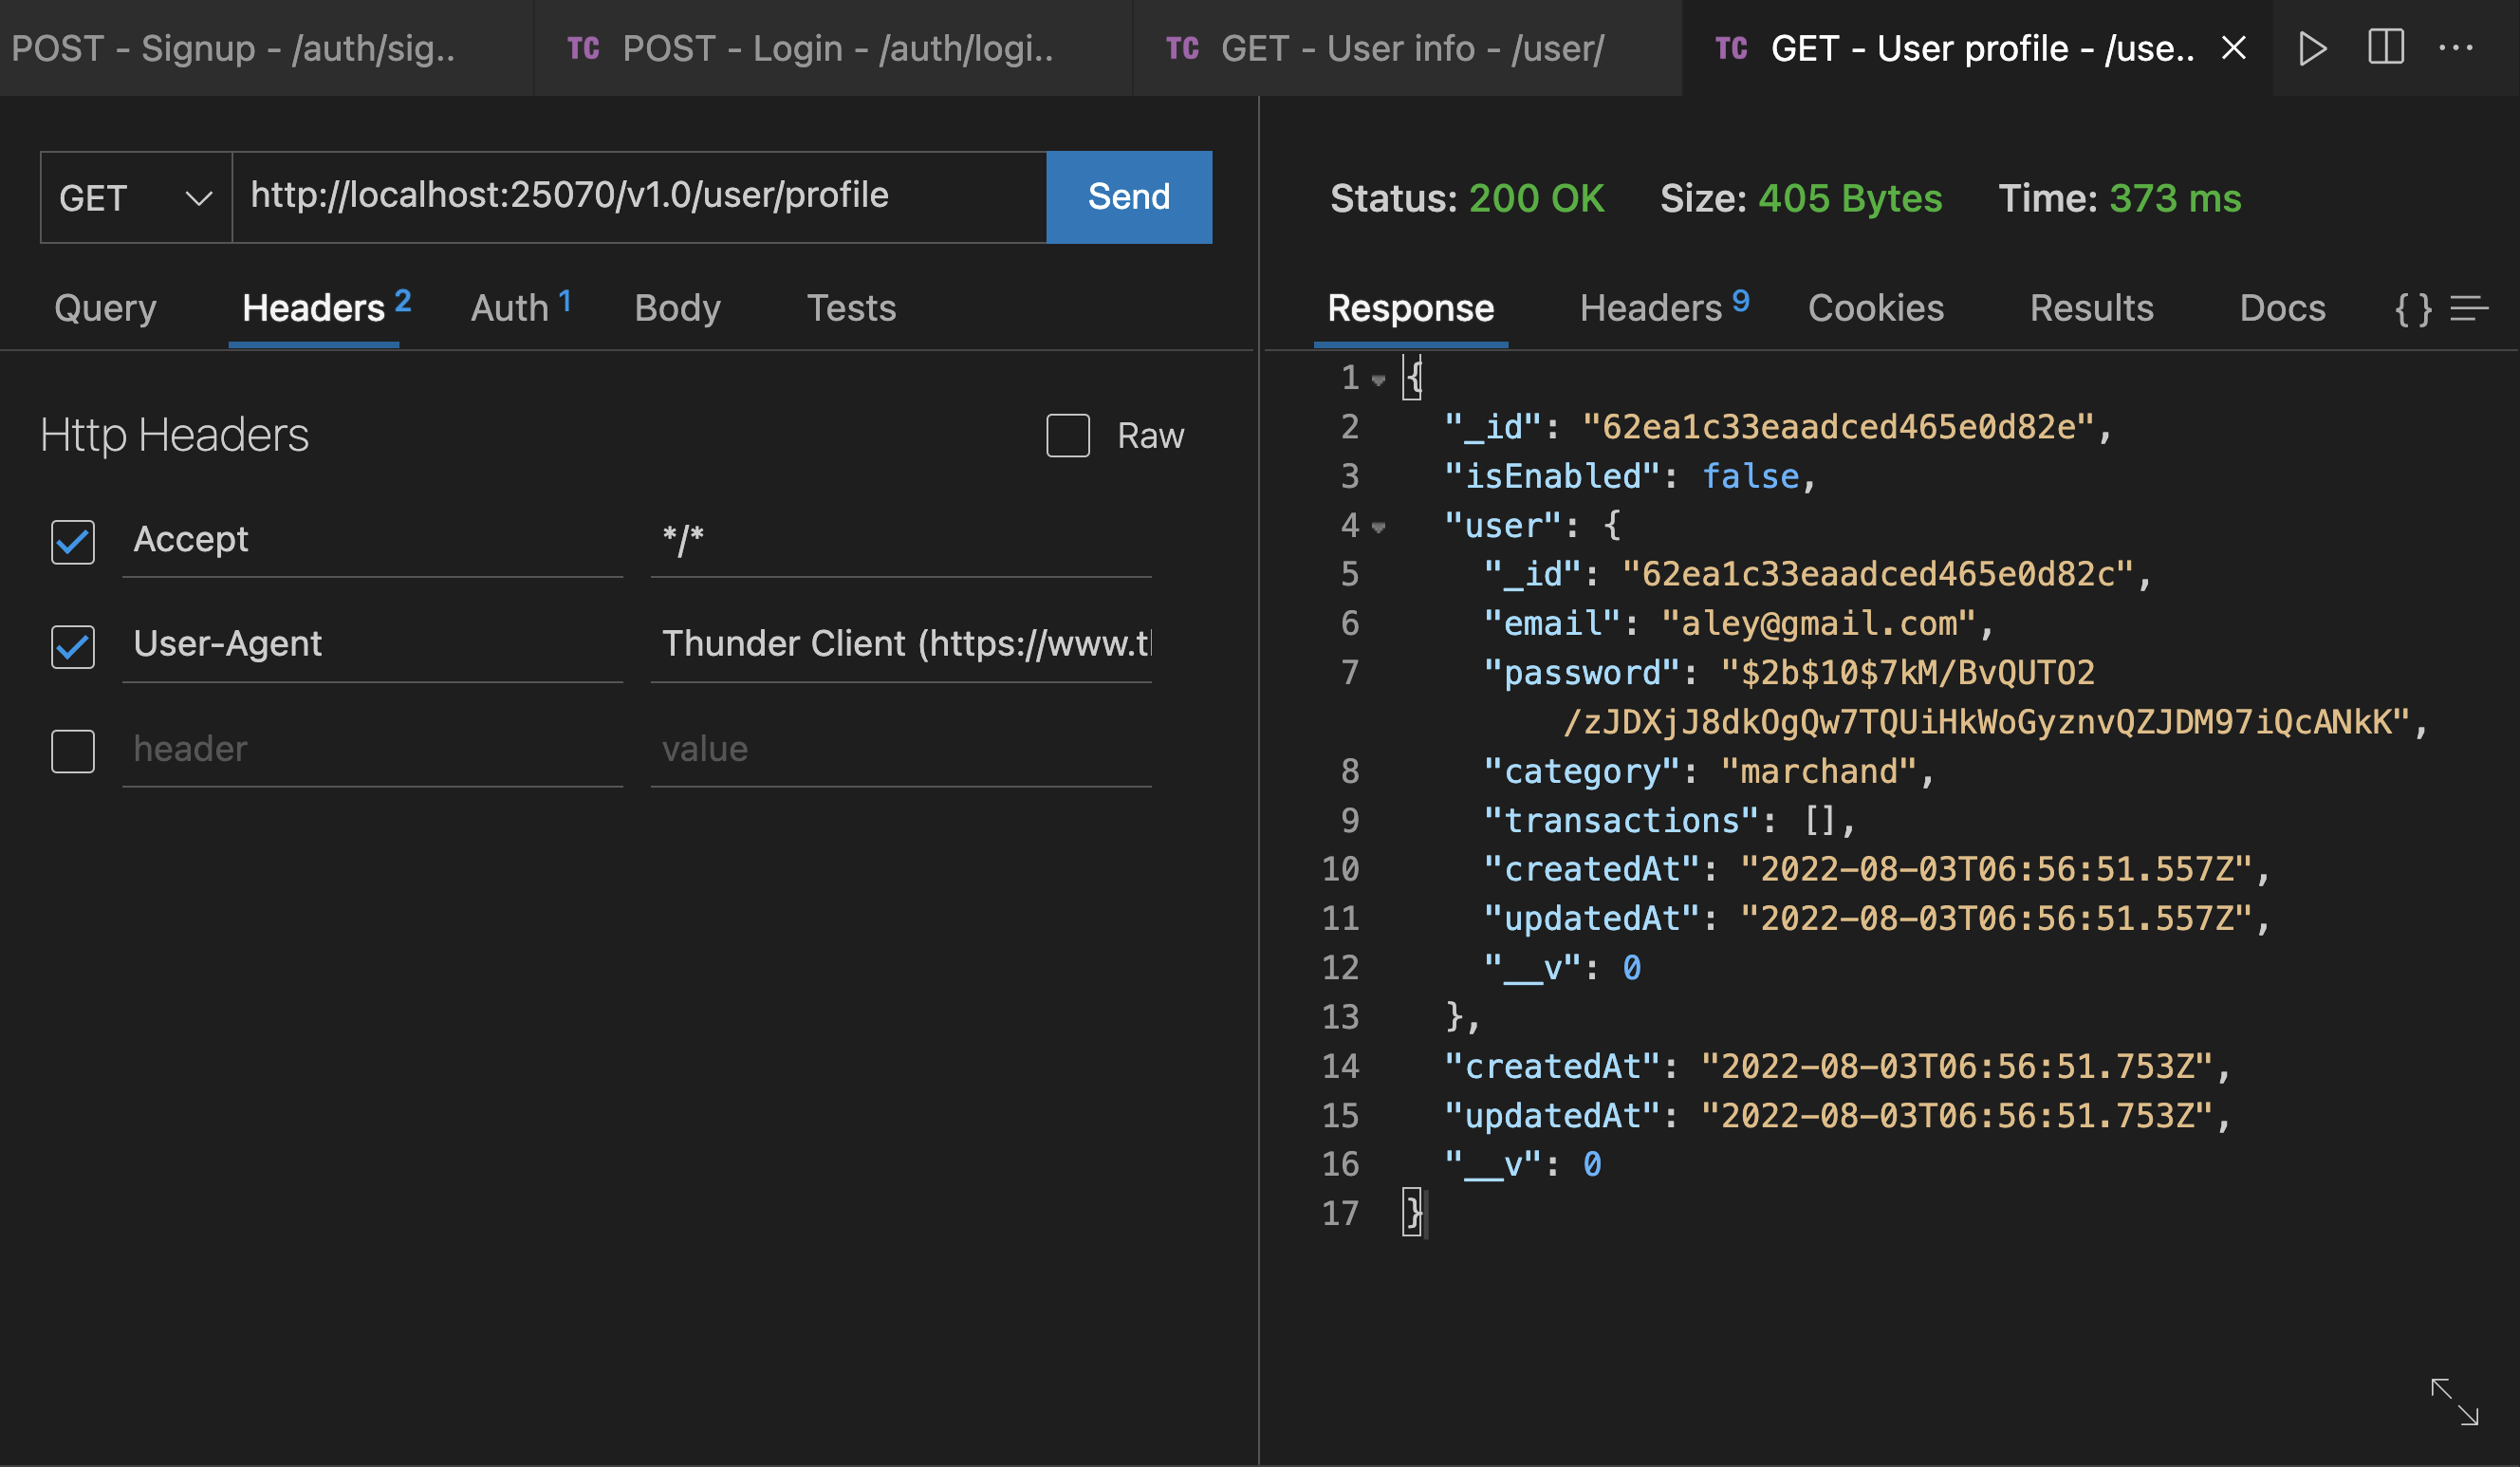 POST - Signup - /auth/sig..
TC POST - Login - /auth/logi..
TC GET - User info - /user/
TC GET - User profile - /use..
GET http://localhost:25070/v1.0/user/profile Send
Status: 200 OK Size: 405 Bytes Time: 373 ms
Query Headers 2 Auth 1 Body Tests
Response Headers 9 Cookies Results Docs { }
Http Headers Raw
Accept */*
User-Agent Thunder Client (https://www.tl
header value
1 {
2 "_id": "62ea1c33eaadced465e0d82e",
3 "isEnabled": false,
4 "user": {
5 "_id": "62ea1c33eaadced465e0d82c",
6 "email": "aley@gmail.com",
7 "password": "$2b$10$7kM/BvQUTO2
/zJDXjJ8dkOgQw7TQUiHkWoGyznvQZJDM97iQcANkK",
8 "category": "marchand",
9 "transactions": [],
10 "createdAt": "2022-08-03T06:56:51.557Z",
11 "updatedAt": "2022-08-03T06:56:51.557Z",
12 "__v": 0
13 },
14 "createdAt": "2022-08-03T06:56:51.753Z",
15 "updatedAt": "2022-08-03T06:56:51.753Z",
16 "__v": 0
17 }